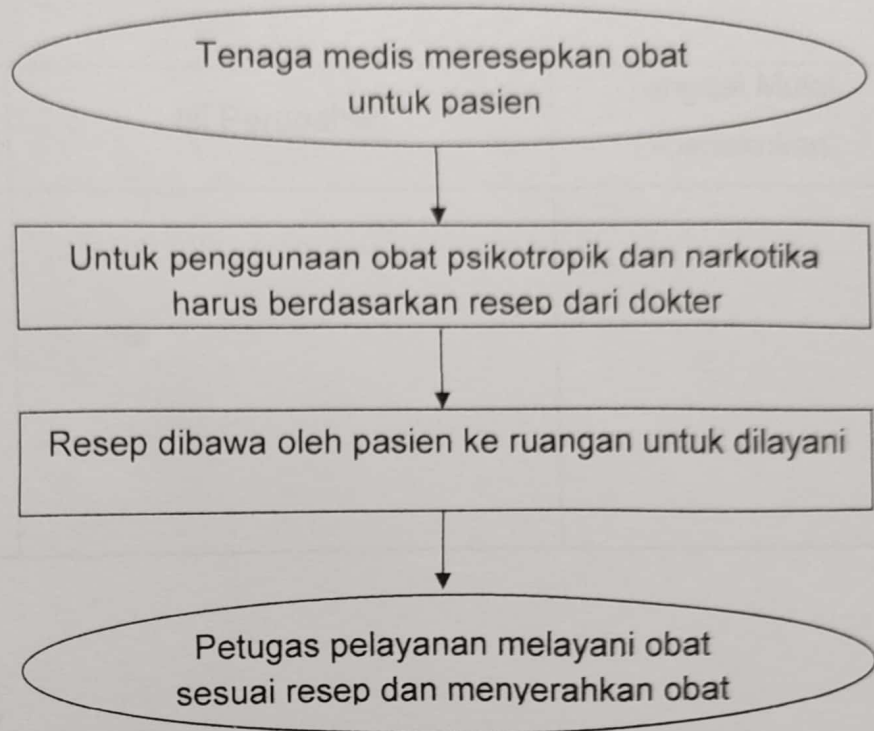 Tenaga medis meresepkan obat
untuk pasien
Untuk penggunaan obat psikotropik dan narkotika
harus berdasarkan resep dari dokter
Resep dibawa oleh pasien ke ruangan untuk dilayani
Petugas pelayanan melayani obat
sesuai resep dan menyerahkan obat